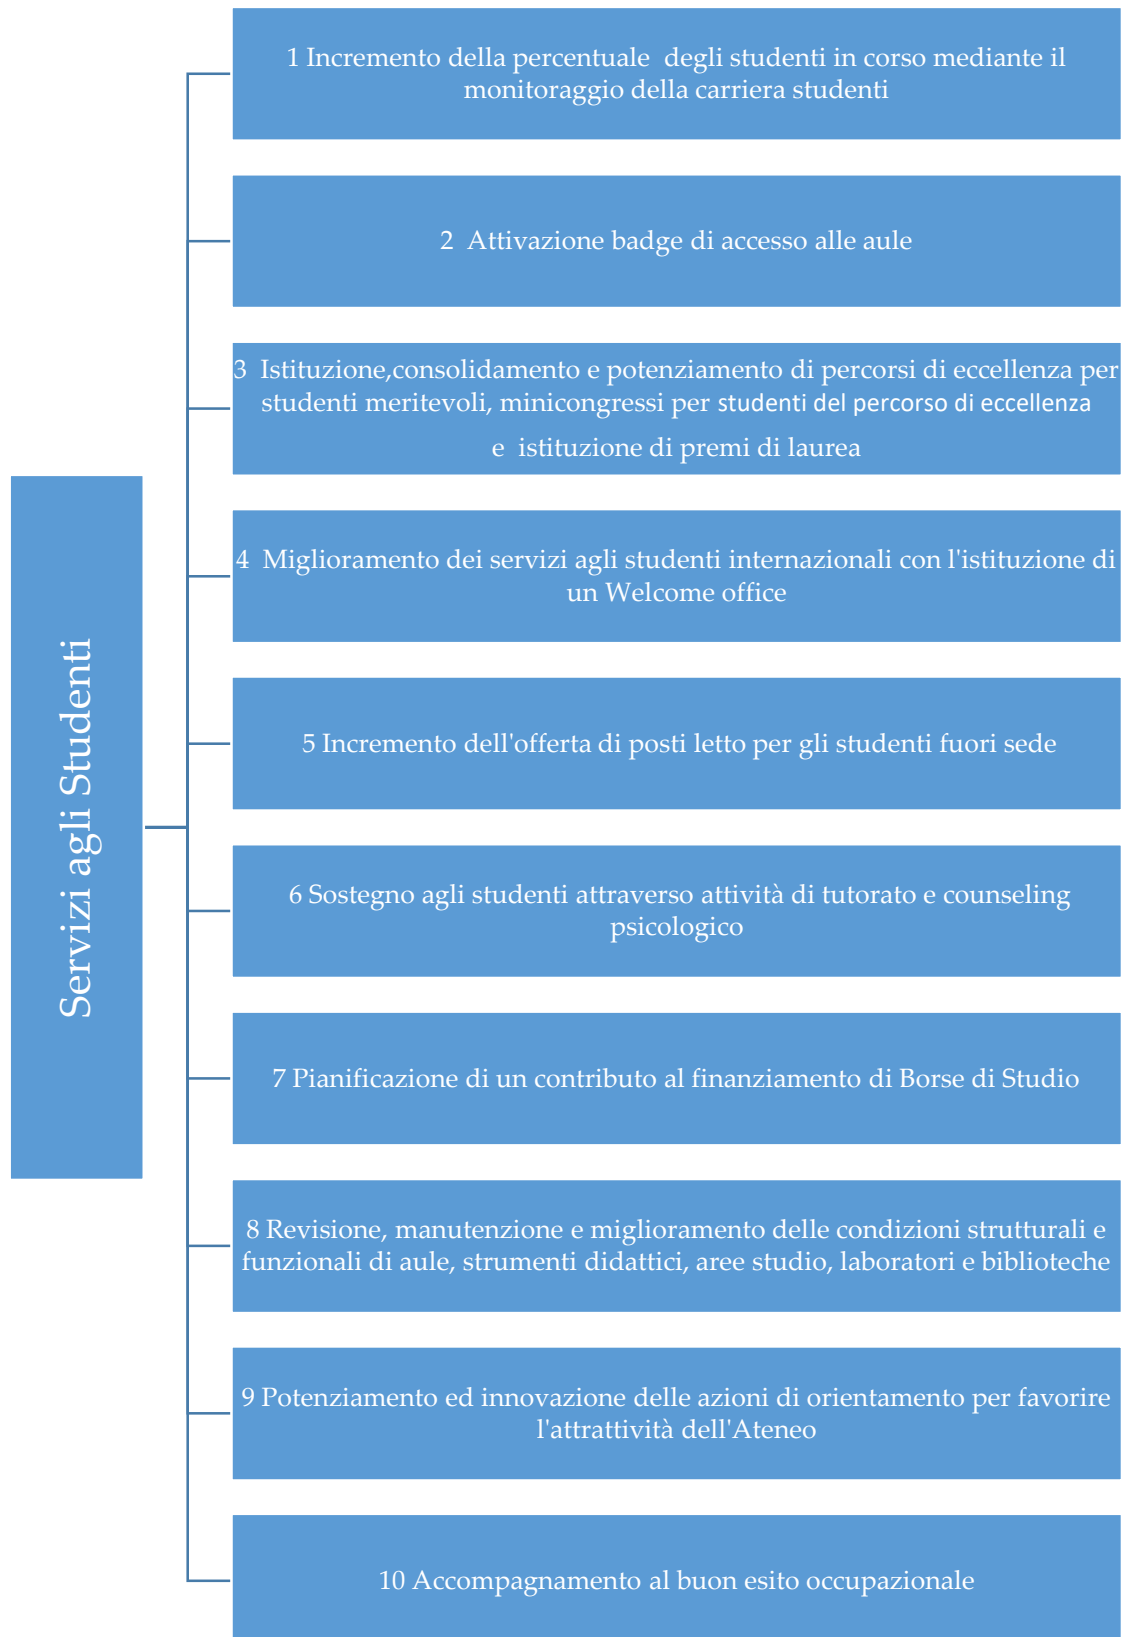 Servizi agli Studenti
1 Incremento della percentuale  degli studenti in corso mediante il
monitoraggio della carriera studenti
2  Attivazione badge di accesso alle aule
3  Istituzione,consolidamento e potenziamento di percorsi di eccellenza per
studenti meritevoli, minicongressi per studenti del percorso di eccellenza
e  istituzione di premi di laurea
4  Miglioramento dei servizi agli studenti internazionali con l'istituzione di
un Welcome office
5 Incremento dell'offerta di posti letto per gli studenti fuori sede
6 Sostegno agli studenti attraverso attività di tutorato e counseling
psicologico
7 Pianificazione di un contributo al finanziamento di Borse di Studio
8 Revisione, manutenzione e miglioramento delle condizioni strutturali e
funzionali di aule, strumenti didattici, aree studio, laboratori e biblioteche
9 Potenziamento ed innovazione delle azioni di orientamento per favorire
l'attrattività dell'Ateneo
10 Accompagnamento al buon esito occupazionale